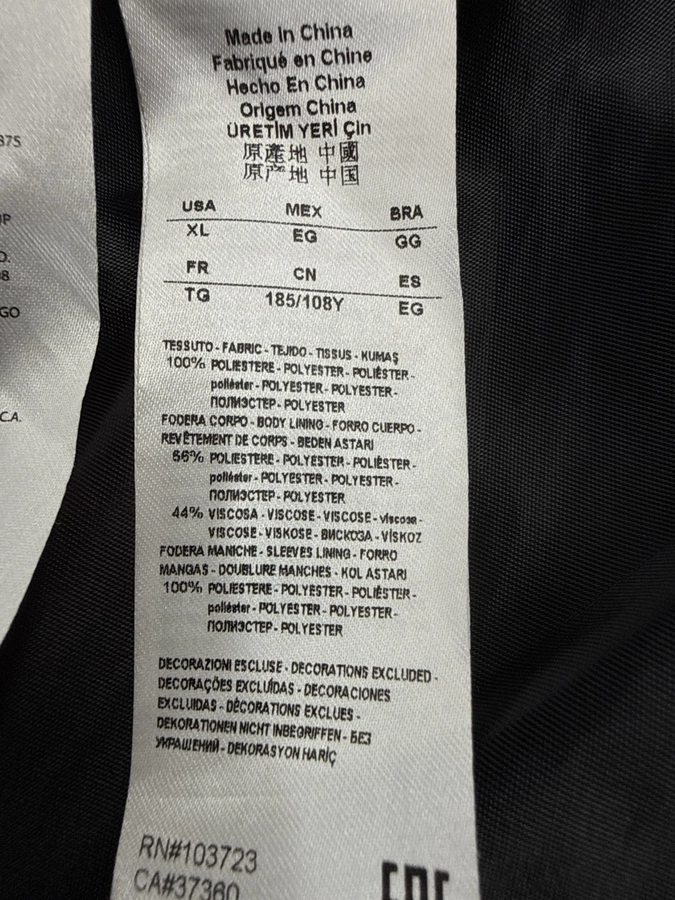 Made In China
Fabriqué en Chine
Hecho En China
Origem China
ÜRETİM YERİ Çin
原產地 中國
原产地 中国
USA MEX BRA
XL EG GG
FR CN ES
TG 185/108Y EG
TESSUTO - FABRIC - TEJIDO - TISSUS - KUMAŞ
100% POLIESTERE - POLYESTER - POLIÉSTER -
poliéster - POLYESTER - POLYESTER -
ПОЛИЭСТЕР - POLYESTER
FODERA CORPO - BODY LINING - FORRO CUERPO -
REVÊTEMENT DE CORPS - BEDEN ASTARI
56% POLIESTERE - POLYESTER - POLIÉSTER -
poliéster - POLYESTER - POLYESTER -
ПОЛИЭСТЕР - POLYESTER
44% VISCOSA - VISCOSE - VISCOSE - viscose -
VISCOSE - VISKOSE - ВИСКОЗА - VİSKOZ
FODERA MANICHE - SLEEVES LINING - FORRO
MANGAS - DOUBLURE MANCHES - KOL ASTARI
100% POLIESTERE - POLYESTER - POLIÉSTER -
poliéster - POLYESTER - POLYESTER -
ПОЛИЭСТЕР - POLYESTER
DECORAZIONI ESCLUSE - DECORATIONS EXCLUDED -
DECORAÇÕES EXCLUÍDAS - DECORACIONES
EXCLUIDAS - DÉCORATIONS EXCLUES -
DEKORATIONEN NICHT INBEGRIFFEN - БЕЗ
УКРАШЕНИЙ - DEKORASYON HARİÇ
RN#103723
CA#37360
375
O.
8
GO
C.A.